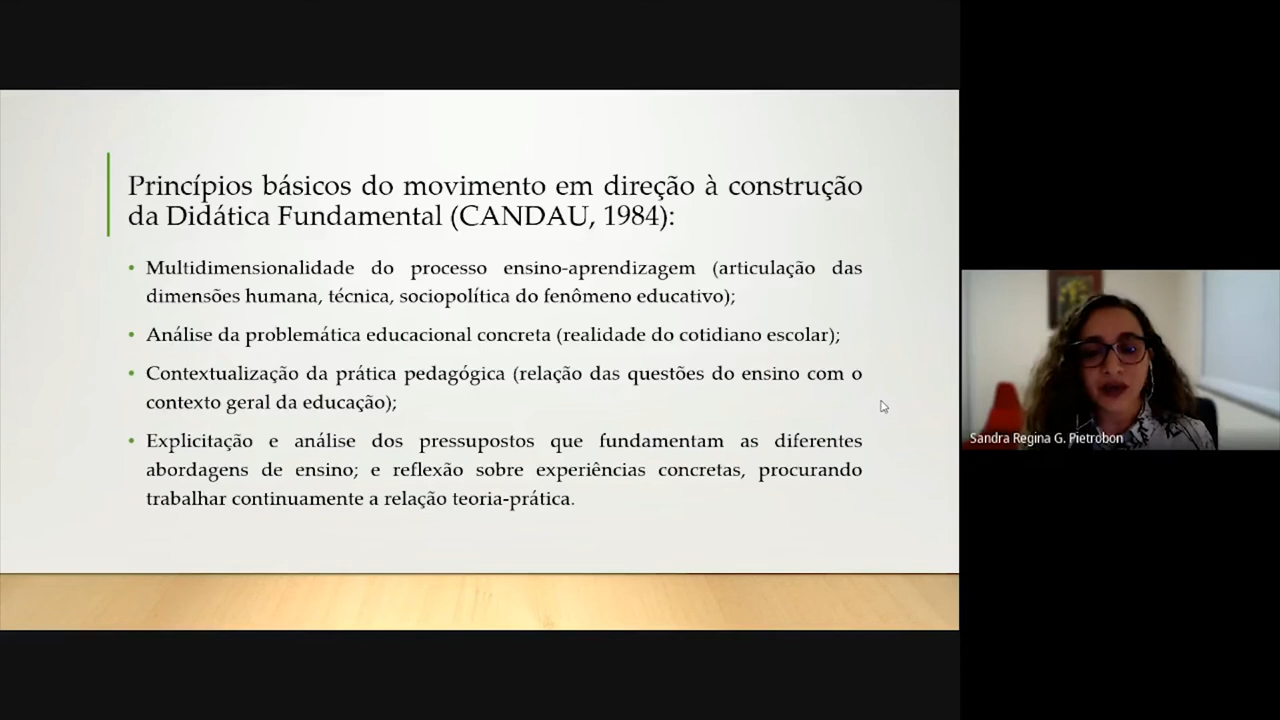 Princípios básicos do movimento em direção à construção
da Didática Fundamental (CANDAU, 1984):
• Multidimensionalidade do processo ensino-aprendizagem (articulação das
dimensões humana, técnica, sociopolítica do fenômeno educativo);
• Análise da problemática educacional concreta (realidade do cotidiano escolar);
• Contextualização da prática pedagógica (relação das questões do ensino com o
contexto geral da educação);
• Explicitação e análise dos pressupostos que fundamentam as diferentes
abordagens de ensino; e reflexão sobre experiências concretas, procurando
trabalhar continuamente a relação teoria-prática.
Sandra Regina G. Pietrobon